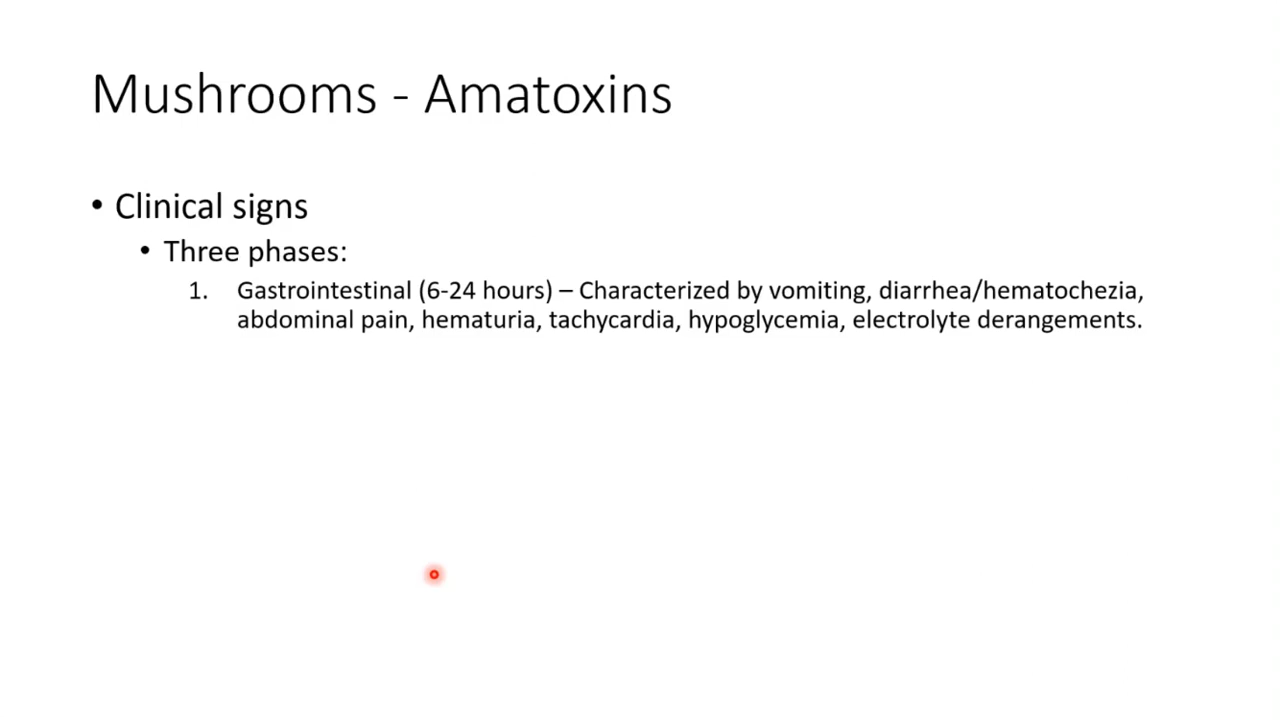 Mushrooms - Amatoxins
• Clinical signs
• Three phases:
1. Gastrointestinal (6-24 hours) – Characterized by vomiting, diarrhea/hematochezia,
abdominal pain, hematuria, tachycardia, hypoglycemia, electrolyte derangements.